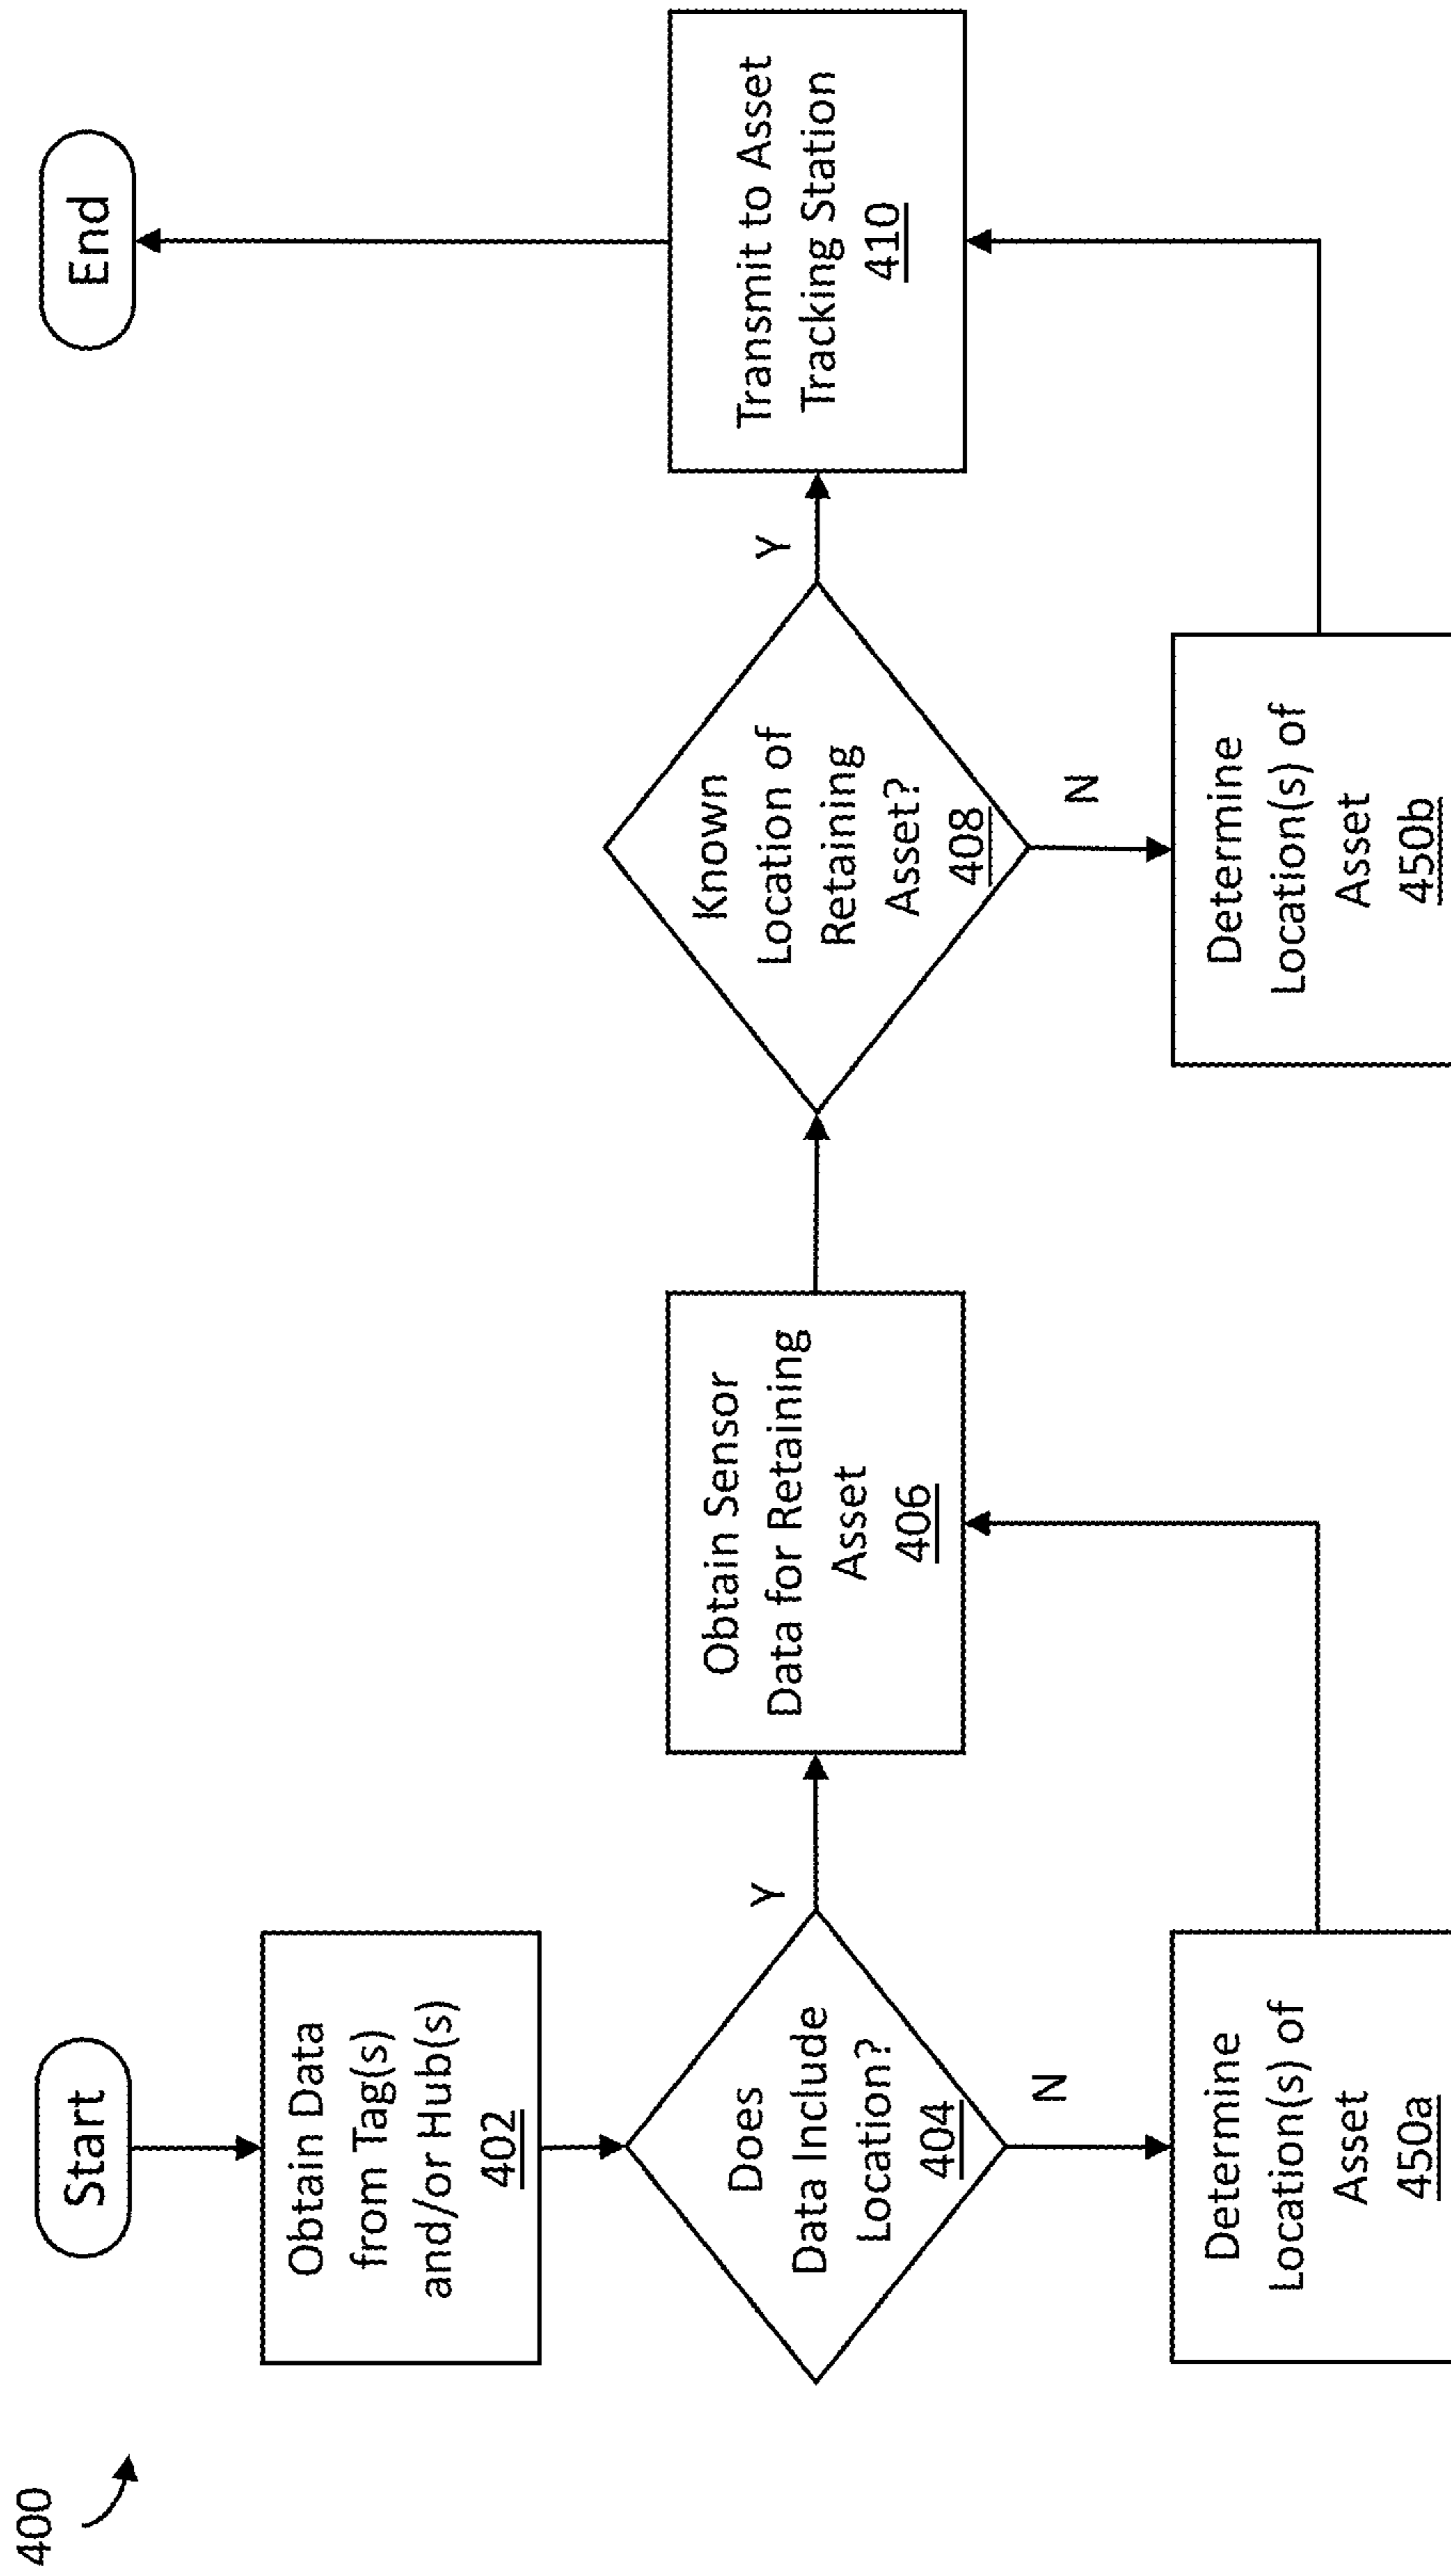 400
Start
Obtain Data
from Tag(s)
and/or Hub(s)
402
Does
Data Include
Location?
404
Y
N
Determine
Location(s) of
Asset
450a
Obtain Sensor
Data for Retaining
Asset
406
Known
Location of
Retaining
Asset?
408
Y
N
Determine
Location(s) of
Asset
450b
Transmit to Asset
Tracking Station
410
End